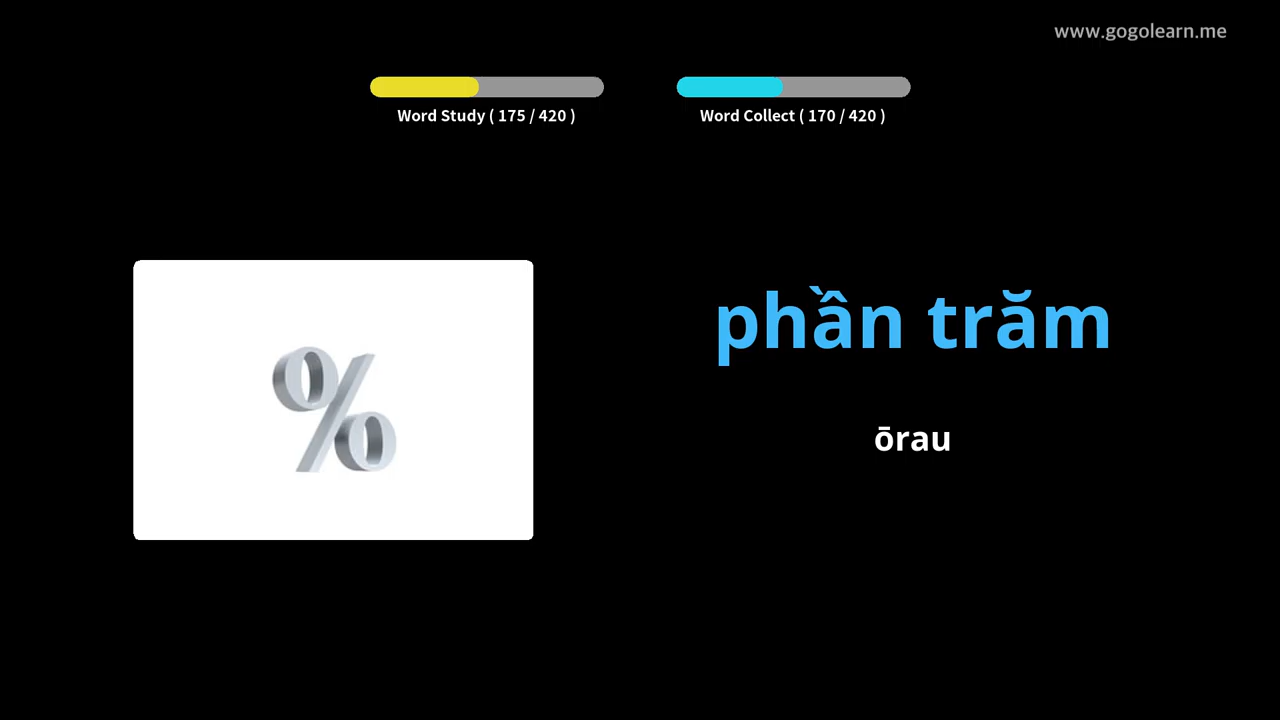 www.gogolearn.me
Word Study ( 175 / 420 )
Word Collect ( 170 / 420 )
%
phần trăm
ōrau